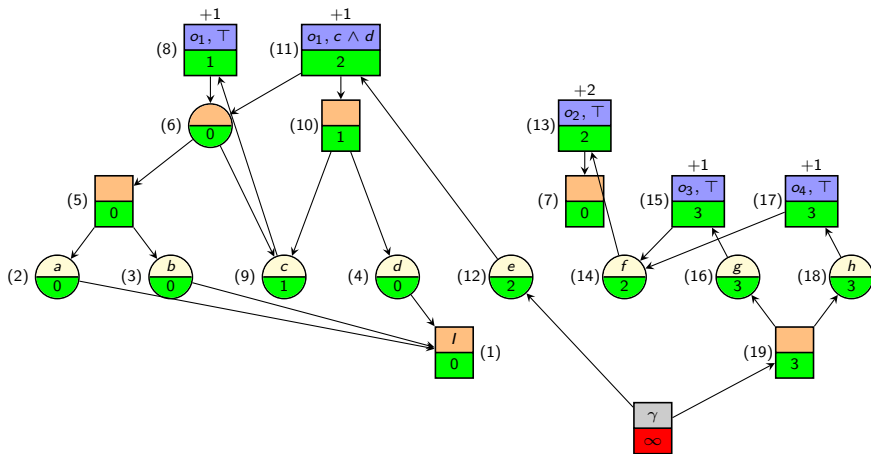 +1 +1
(8) o₁, ⊤ (11) o₁, c ∧ d
1 2
+2
(6) (10) (13) o₂, ⊤
0 1 2
+1 +1
(5) (7) (15) o₃, ⊤ (17) o₄, ⊤
0 0 3 3
(2) a (3) b (9) c (4) d (12) e (14) f (16) g (18) h
0 0 1 0 2 2 3 3
I (1) (19)
0 3
γ
∞